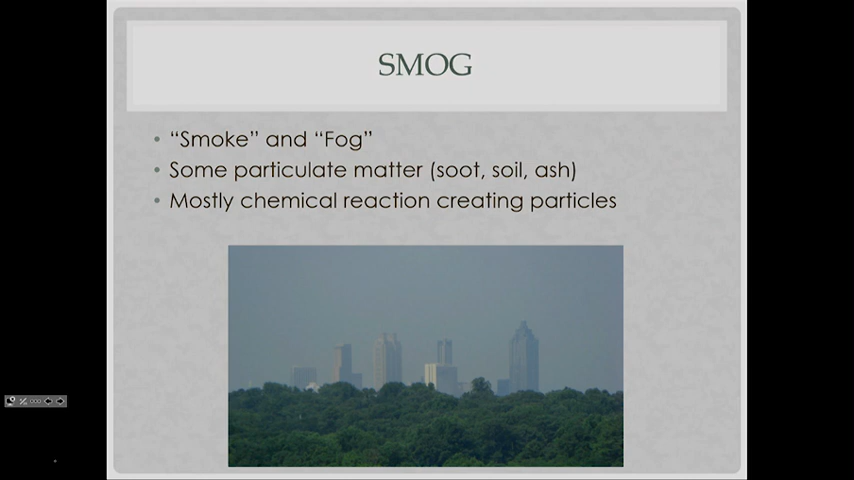 SMOG
• “Smoke” and “Fog”
• Some particulate matter (soot, soil, ash)
• Mostly chemical reaction creating particles